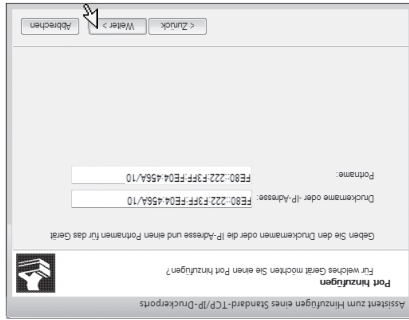 Assistent zum Hinzufügen eines Standard-TCP/IP-Druckerports
Port hinzufügen
Für welches Gerät möchten Sie einen Port hinzufügen?
Geben Sie den Druckernamen oder die IP-Adresse und einen Portnamen für das Gerät
Druckername oder -IP-Adresse: FE80::222:F3FF:FE04:456A/10
Portname: FE80::222:F3FF:FE04:456A/10
< Zurück Weiter > Abbrechen